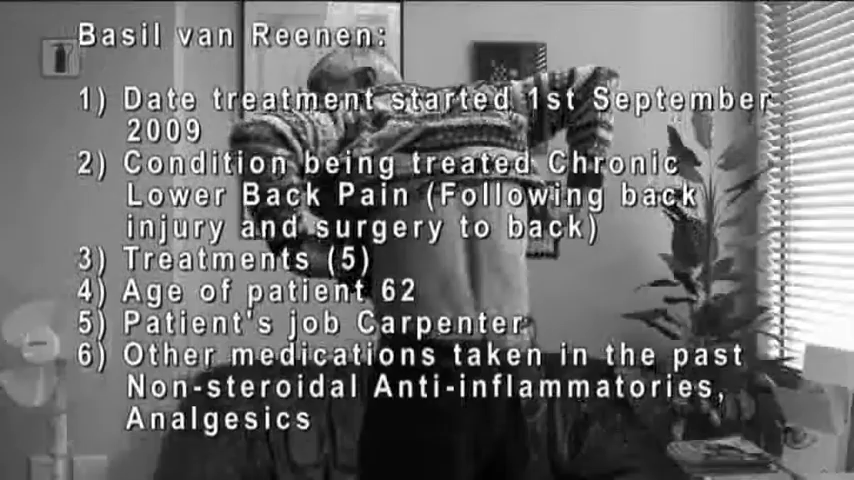 Basil van Reenen:
1) Date treatment started 1st September
2009
2) Condition being treated Chronic
Lower Back Pain (Following back
injury and surgery to back)
3) Treatments (5)
4) Age of patient 62
5) Patient's job Carpenter
6) Other medications taken in the past
Non-steroidal Anti-inflammatories,
Analgesics